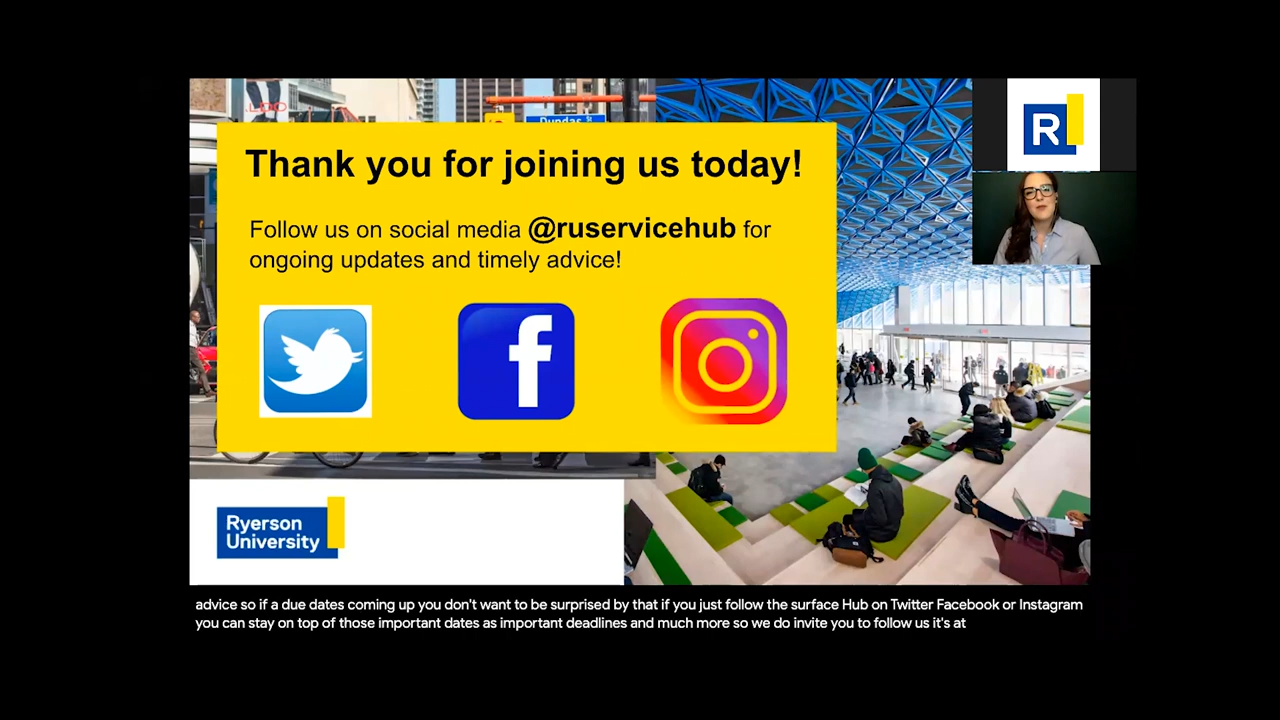 Dundas
Thank you for joining us today!
Follow us on social media @ruservicehub for
ongoing updates and timely advice!
R
Ryerson
University
advice so if a due dates coming up you don't want to be surprised by that if you just follow the surface Hub on Twitter Facebook or Instagram
you can stay on top of those important dates as important deadlines and much more so we do invite you to follow us it's at